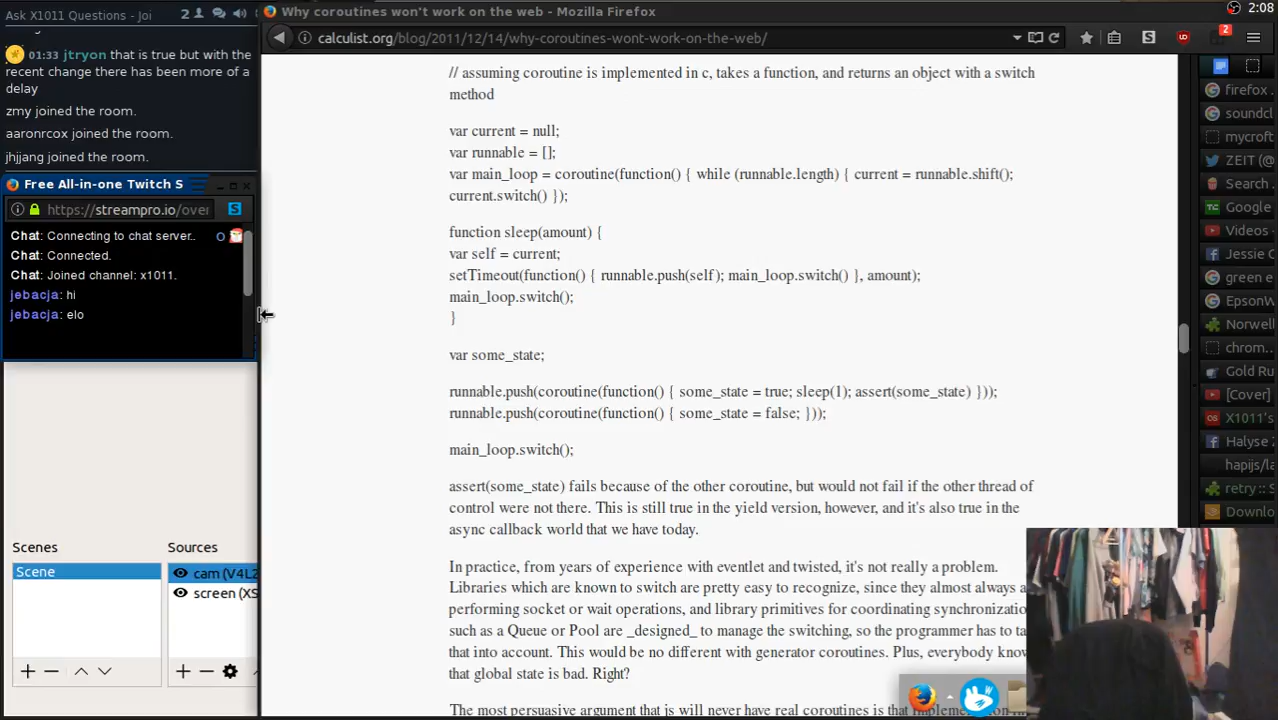 Ask X1011 Questions - Joi
2
01:33 jtryon that is true but with the
recent change there has been more of a
delay
zmy joined the room.
aaronrcox joined the room.
jhjjang joined the room.
Free All-in-one Twitch S
https://streampro.io/over
Chat: Connecting to chat server..
Chat: Connected.
Chat: Joined channel: x1011.
jebacja: hi
jebacja: elo
Scenes
Scene
Sources
cam (V4L2
screen (XS
Why coroutines won't work on the web - Mozilla Firefox
2:08
calculist.org/blog/2011/12/14/why-coroutines-wont-work-on-the-web/
2
// assuming coroutine is implemented in c, takes a function, and returns an object with a switch
method
var current = null;
var runnable = [];
var main_loop = coroutine(function() { while (runnable.length) { current = runnable.shift();
current.switch() });
function sleep(amount) {
var self = current;
setTimeout(function() { runnable.push(self); main_loop.switch() }, amount);
main_loop.switch();
}
var some_state;
runnable.push(coroutine(function() { some_state = true; sleep(1); assert(some_state) }));
runnable.push(coroutine(function() { some_state = false; }));
main_loop.switch();
assert(some_state) fails because of the other coroutine, but would not fail if the other thread of
control were not there. This is still true in the yield version, however, and it's also true in the
async callback world that we have today.
In practice, from years of experience with eventlet and twisted, it's not really a problem.
Libraries which are known to switch are pretty easy to recognize, since they almost always a
performing socket or wait operations, and library primitives for coordinating synchronizatio
such as a Queue or Pool are _designed_ to manage the switching, so the programmer has to ta
that into account. This would be no different with generator coroutines. Plus, everybody know
that global state is bad. Right?
The most persuasive argument that js will never have real coroutines is that
firefox .
soundcl
mycroft
ZEIT (@
Search .
Google
Videos -
Jessie C
green e
EpsonW
Norwell
chrom..
Gold Ru
[Cover]
X1011's
Halyse Z
hapijs/l
retry :: S
Downlo